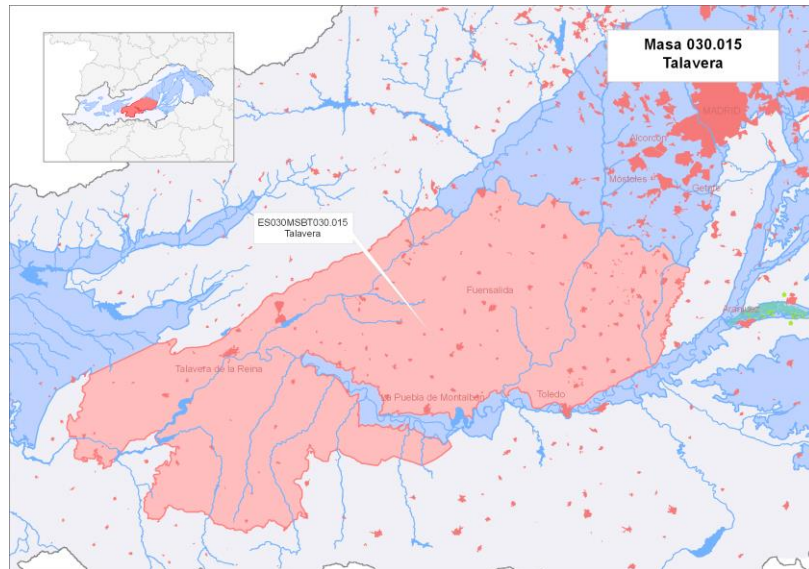 Masa 030.015
Talavera
MADRID
Alcorcón
Móstoles
Getafe
ES030MSBT030.015
Talavera
Fuensalida
Aranjuez
Talavera de la Reina
La Puebla de Montalbán
Toledo